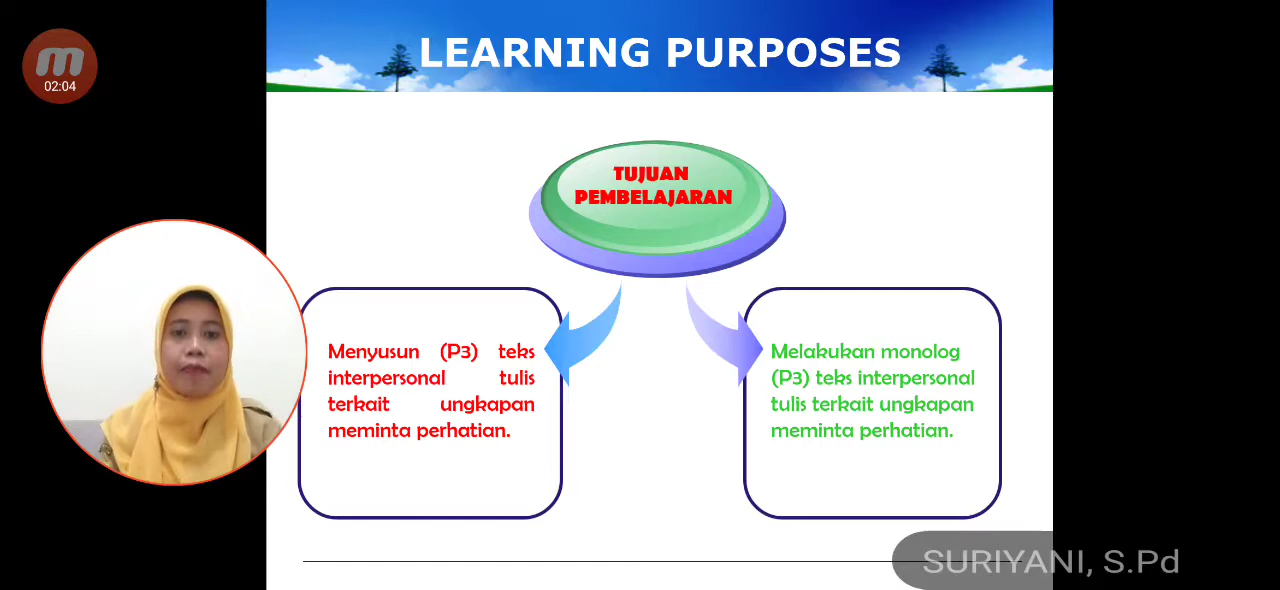 LEARNING PURPOSES
m
02:04
TUJUAN
PEMBELAJARAN
Menyusun (P3) teks
interpersonal tulis
terkait ungkapan
meminta perhatian.
Melakukan monolog
(P3) teks interpersonal
tulis terkait ungkapan
meminta perhatian.
SURIYANI, S.Pd